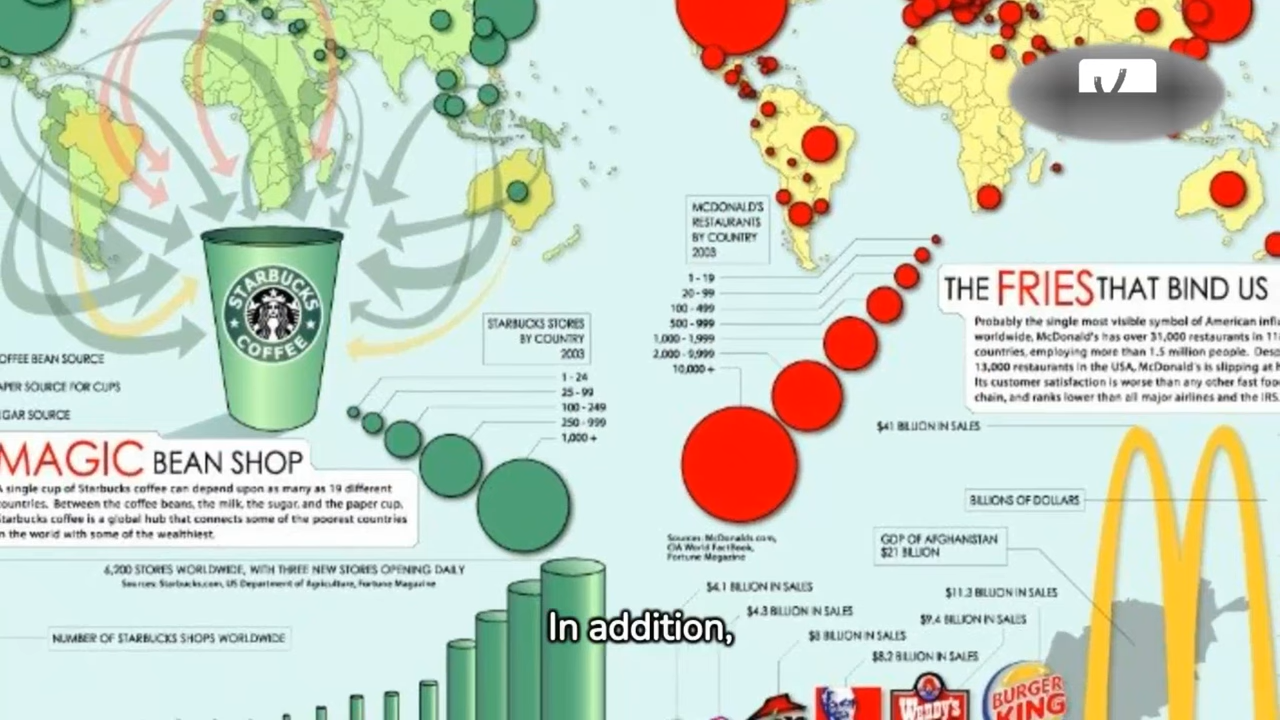 STARBUCKS
COFFEE
STARBUCKS STORES
BY COUNTRY
2003
1 - 24
25 - 99
100 - 249
250 - 999
1,000 +
OFFEE BEAN SOURCE
APER SOURCE FOR CUPS
GAR SOURCE
MAGIC BEAN SHOP
A single cup of Starbucks coffee can depend upon as many as 19 different
countries. Between the coffee beans, the milk, the sugar, and the paper cup,
Starbucks coffee is a global hub that connects some of the poorest countries
in the world with some of the wealthiest.
6,200 STORES WORLDWIDE, WITH THREE NEW STORES OPENING DAILY
Sources: Starbucks.com, US Department of Agriculture, Fortune Magazine
NUMBER OF STARBUCKS SHOPS WORLDWIDE
MCDONALD'S
RESTAURANTS
BY COUNTRY
2003
1 - 19
20 - 99
100 - 499
500 - 999
1,000 - 1,999
2,000 - 9,999
10,000 +
THE FRIES THAT BIND US
Probably the single most visible symbol of American infl
worldwide, McDonald's has over 31,000 restaurants in 11
countries, employing more than 1.5 million people. Desp
13,000 restaurants in the USA, McDonald's is slipping at h
Its customer satisfaction is worse than any other fast foo
chain, and ranks lower than all major airlines and the IRS.
Sources: McDonalds.com,
CIA World FactBook,
Fortune Magazine
$41 BILLION IN SALES
BILLIONS OF DOLLARS
GDP OF AFGHANISTAN
$21 BILLION
$4.1 BILLION IN SALES
$4.3 BILLION IN SALES
$8 BILLION IN SALES
$8.2 BILLION IN SALES
$9.4 BILLION IN SALES
$11.3 BILLION IN SALES
KFC
Wendy's
BURGER
KING
In addition,